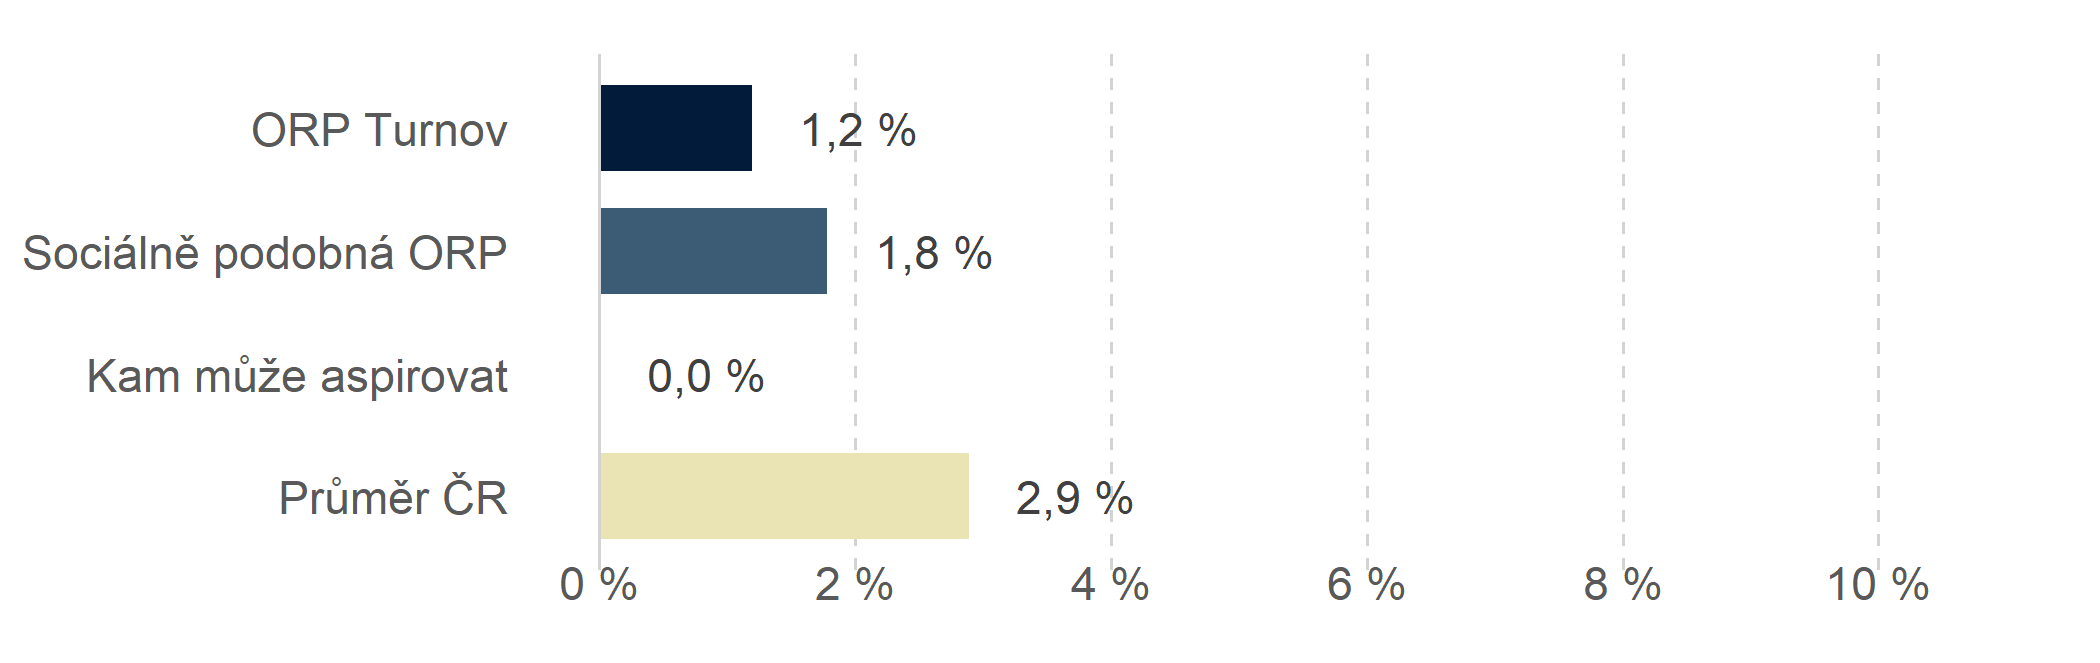 ORP Turnov
1,2 %
Sociálně podobná ORP
1,8 %
Kam může aspirovat
0,0 %
Průměr ČR
2,9 %
0 % 2 % 4 % 6 % 8 % 10 %